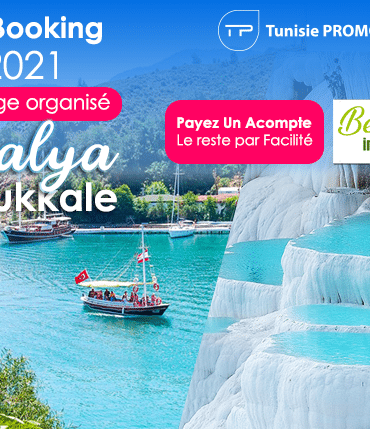 Booking
2021
ge organisé
alya
ukkale
TP Tunisie PROMO
Payez Un Acompte
Le reste par Facilité
Be
in